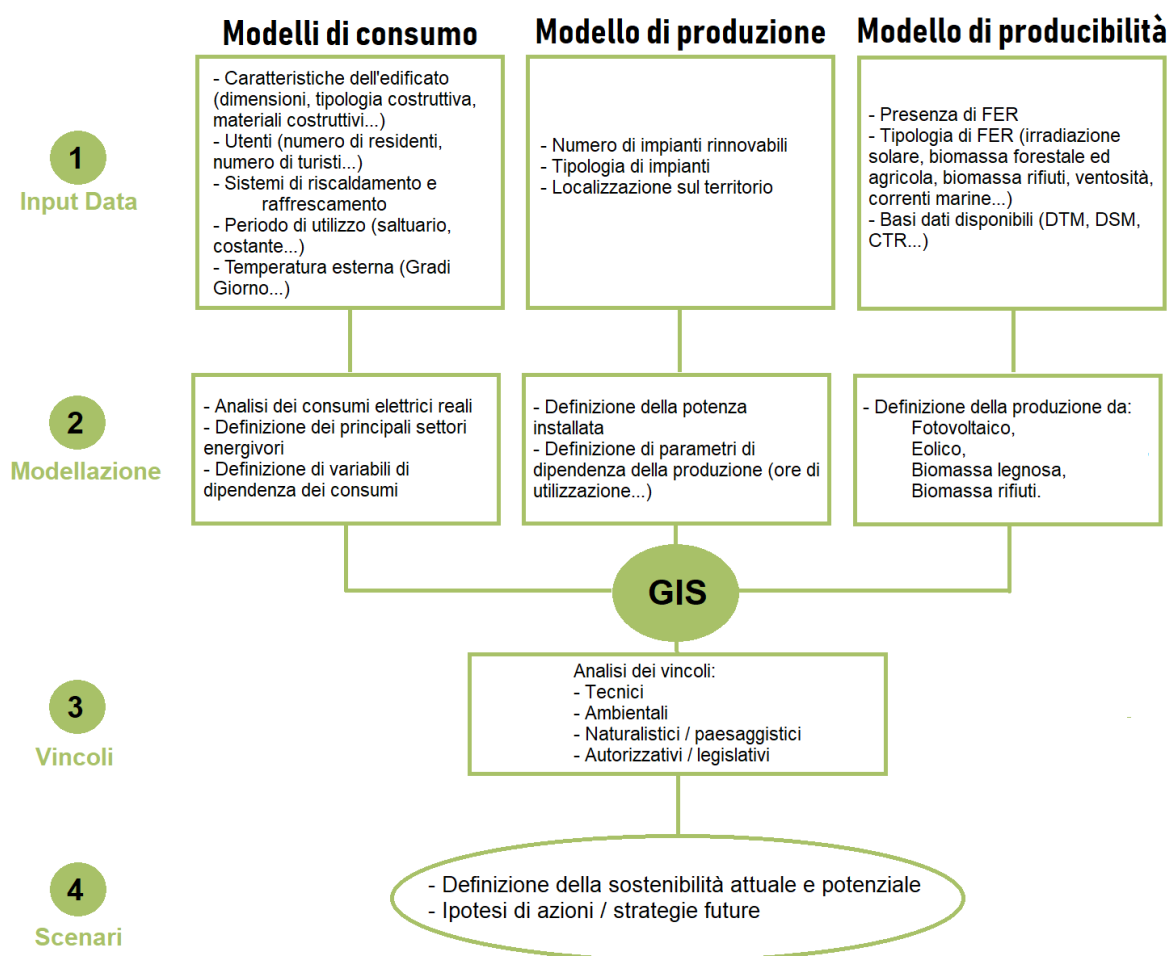 Modelli di consumo
Modello di produzione
Modello di producibilità
1
Input Data
- Caratteristiche dell'edificato
(dimensioni, tipologia costruttiva,
materiali costruttivi...)
- Utenti (numero di residenti,
numero di turisti...)
- Sistemi di riscaldamento e
raffrescamento
- Periodo di utilizzo (saltuario,
costante...)
- Temperatura esterna (Gradi
Giorno...)
- Numero di impianti rinnovabili
- Tipologia di impianti
- Localizzazione sul territorio
- Presenza di FER
- Tipologia di FER (irradiazione
solare, biomassa forestale ed
agricola, biomassa rifiuti, ventosità,
correnti marine...)
- Basi dati disponibili (DTM, DSM,
CTR...)
2
Modellazione
- Analisi dei consumi elettrici reali
- Definizione dei principali settori
energivori
- Definizione di variabili di
dipendenza dei consumi
- Definizione della potenza
installata
- Definizione di parametri di
dipendenza della produzione (ore di
utilizzazione...)
- Definizione della produzione da:
Fotovoltaico,
Eolico,
Biomassa legnosa,
Biomassa rifiuti.
GIS
3
Vincoli
Analisi dei vincoli:
- Tecnici
- Ambientali
- Naturalistici / paesaggistici
- Autorizzativi / legislativi
4
Scenari
- Definizione della sostenibilità attuale e potenziale
- Ipotesi di azioni / strategie future